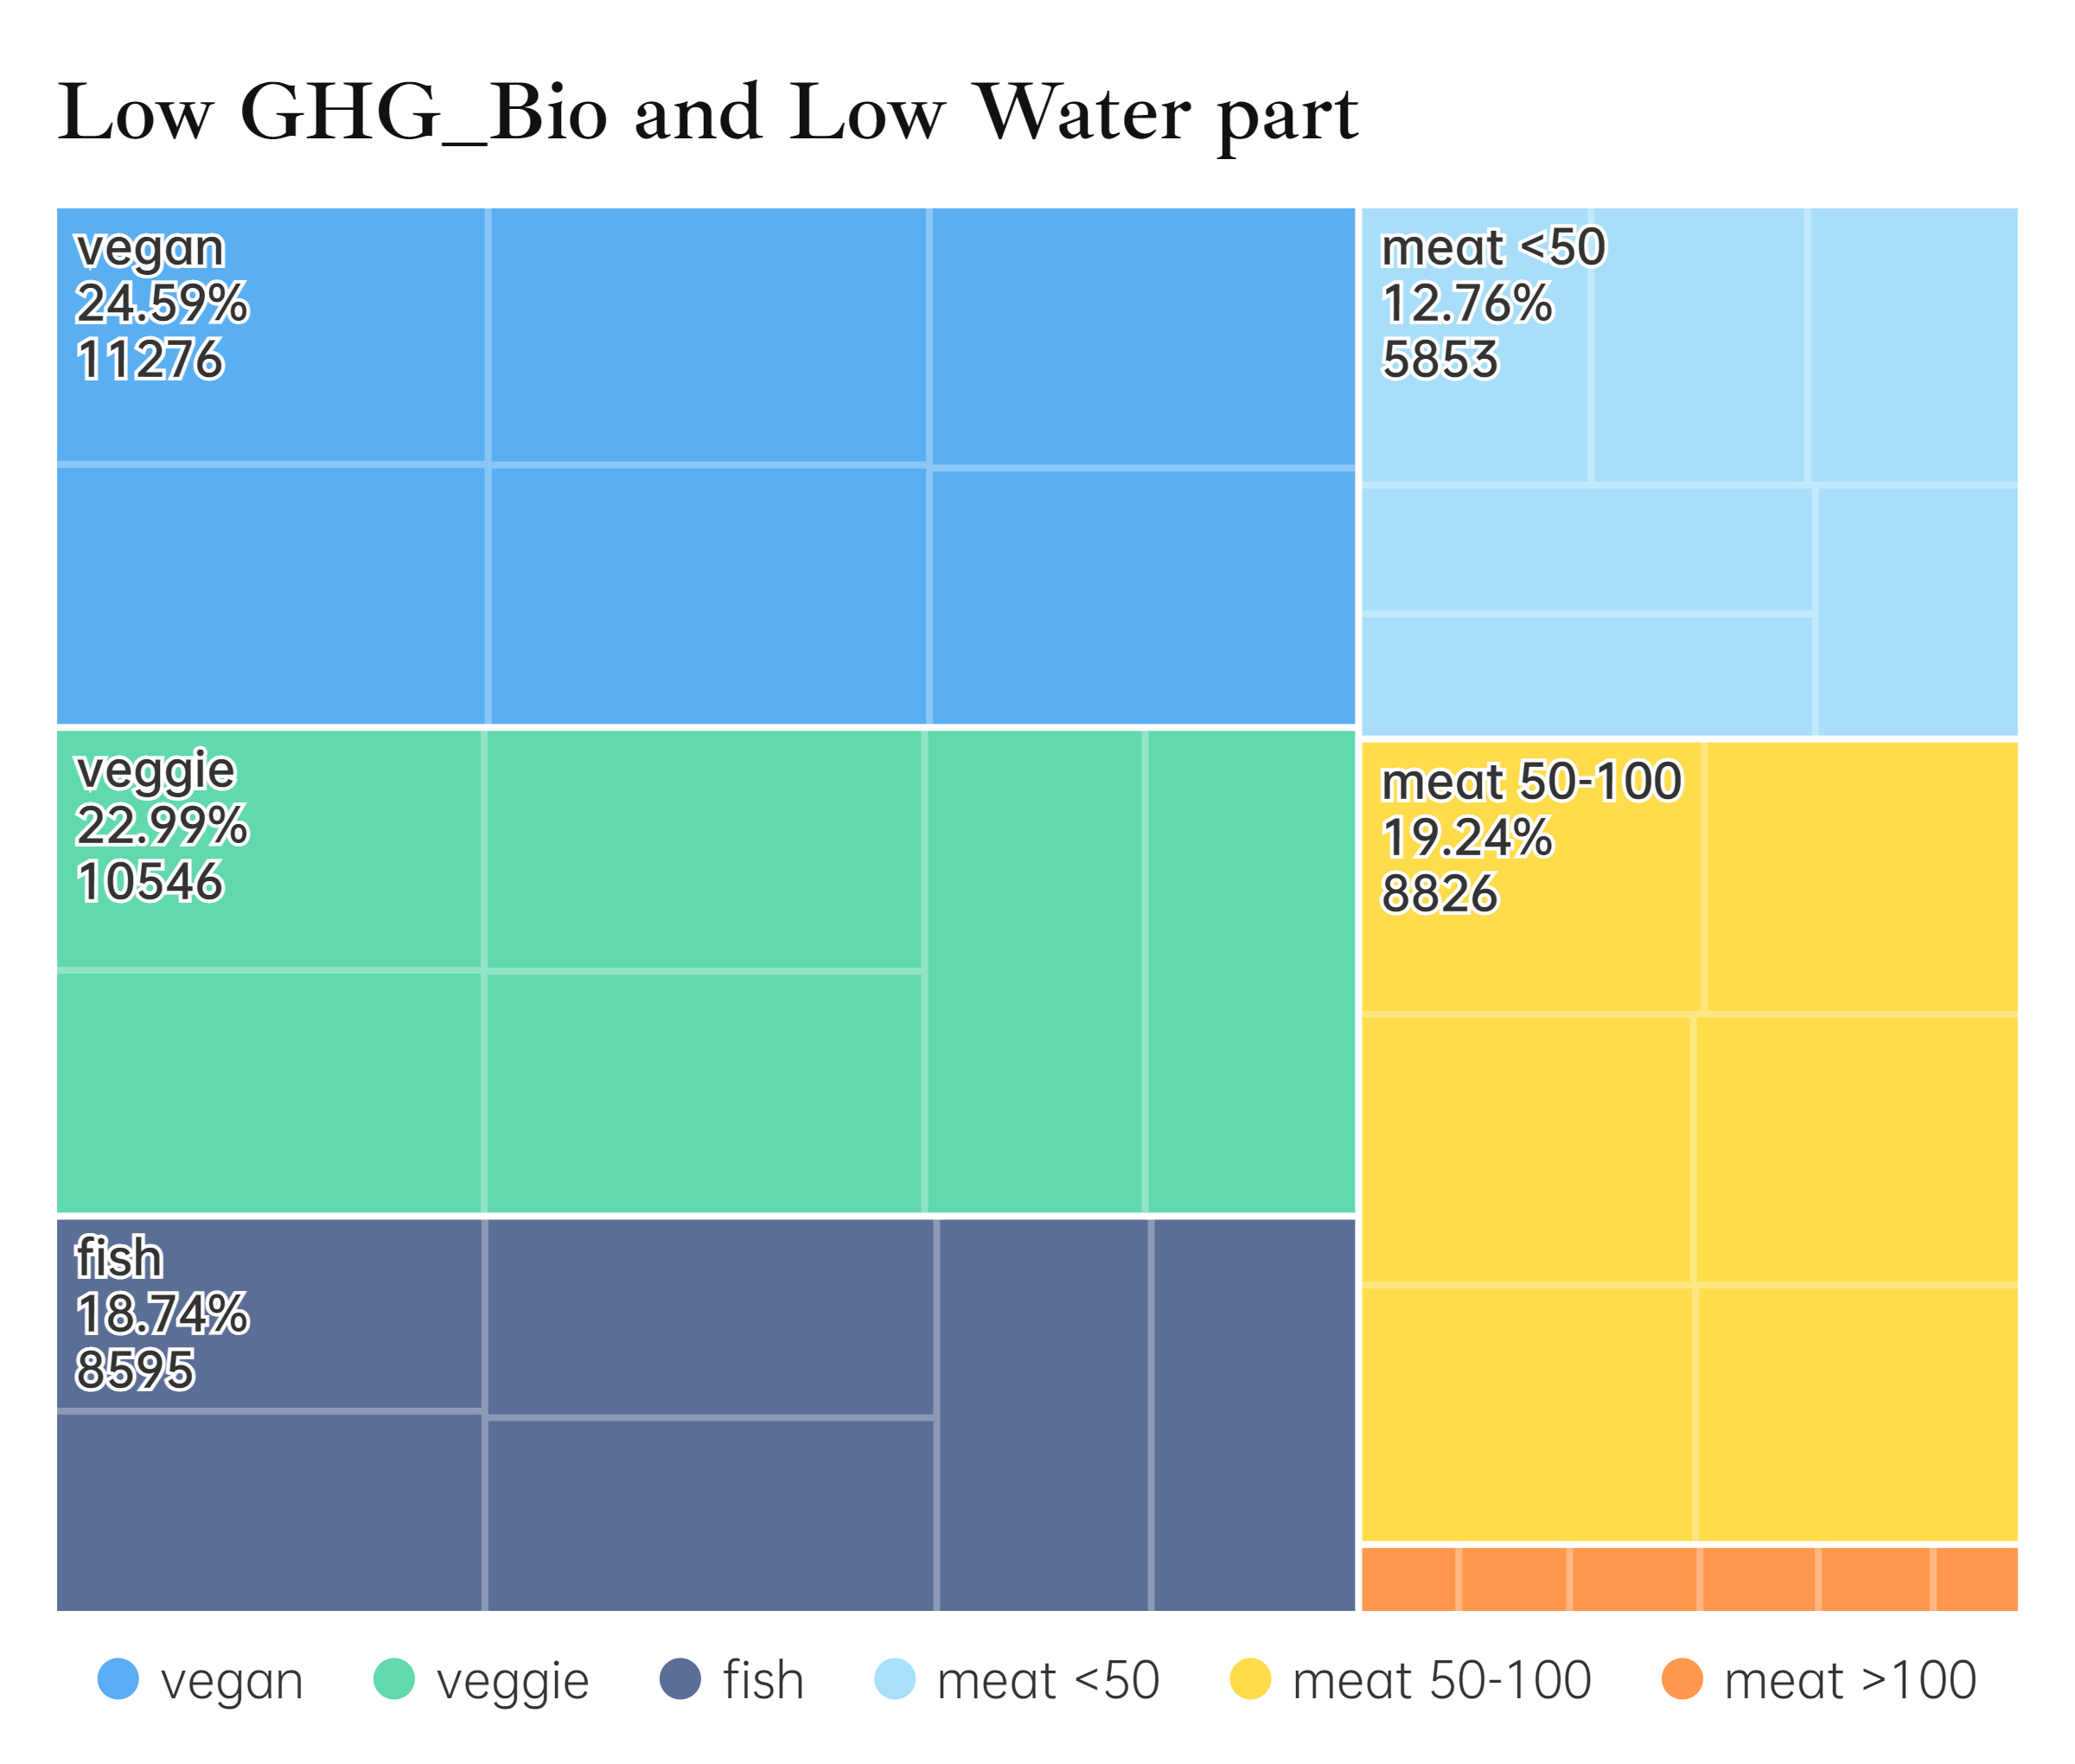 Low GHG_Bio and Low Water part
vegan
24.59%
11276
meat <50
12.76%
5853
veggie
22.99%
10546
meat 50-100
19.24%
8826
fish
18.74%
8595
vegan veggie fish meat <50 meat 50-100 meat >100